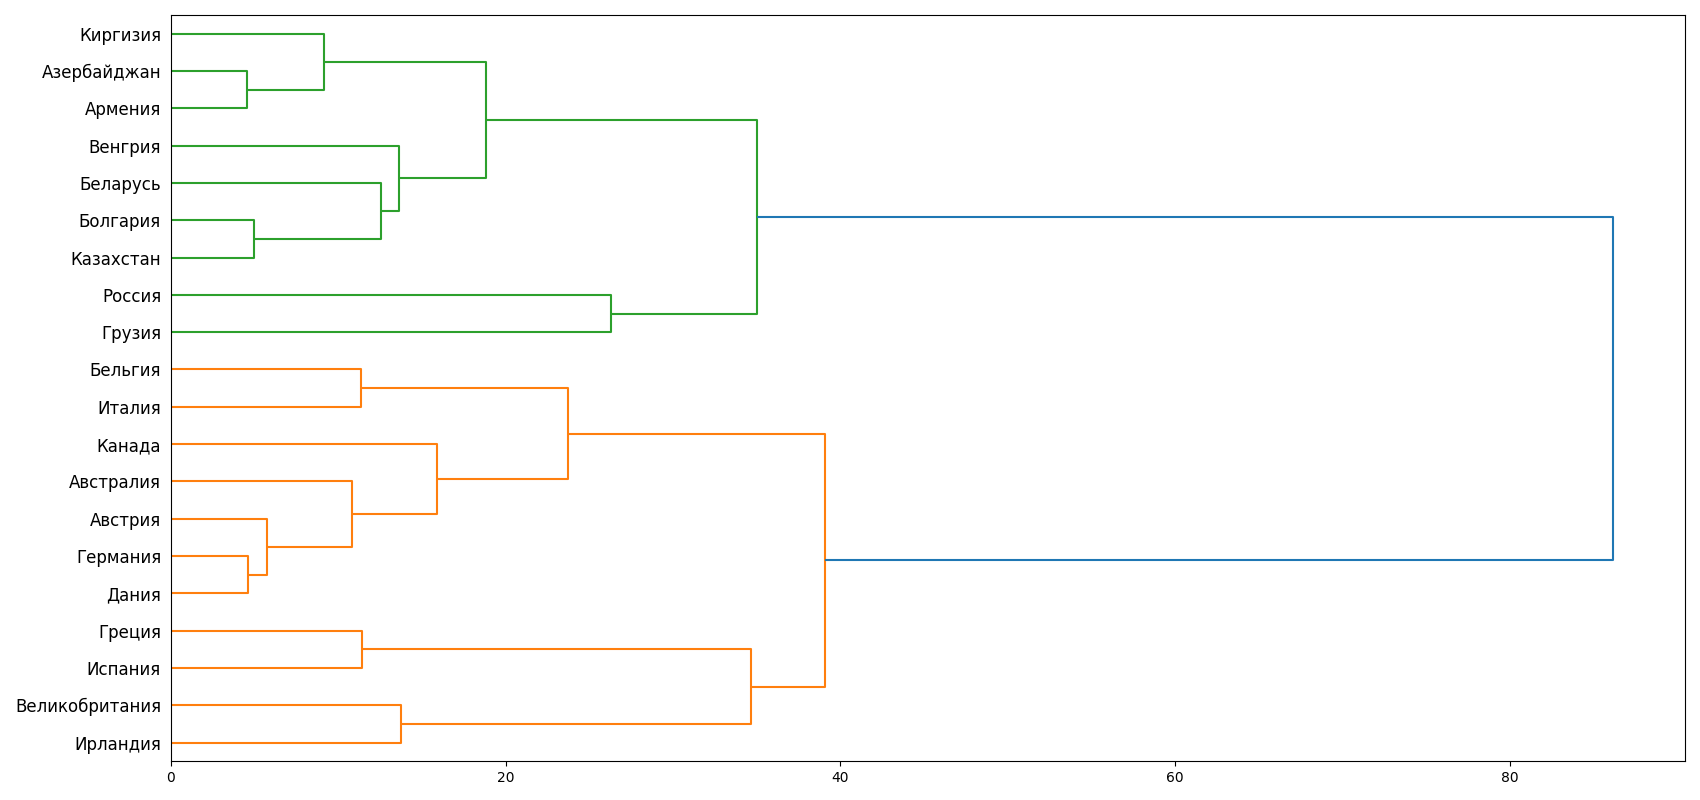 Киргизия
Азербайджан
Армения
Венгрия
Беларусь
Болгария
Казахстан
Россия
Грузия
Бельгия
Италия
Канада
Австралия
Австрия
Германия
Дания
Греция
Испания
Великобритания
Ирландия
0 20 40 60 80